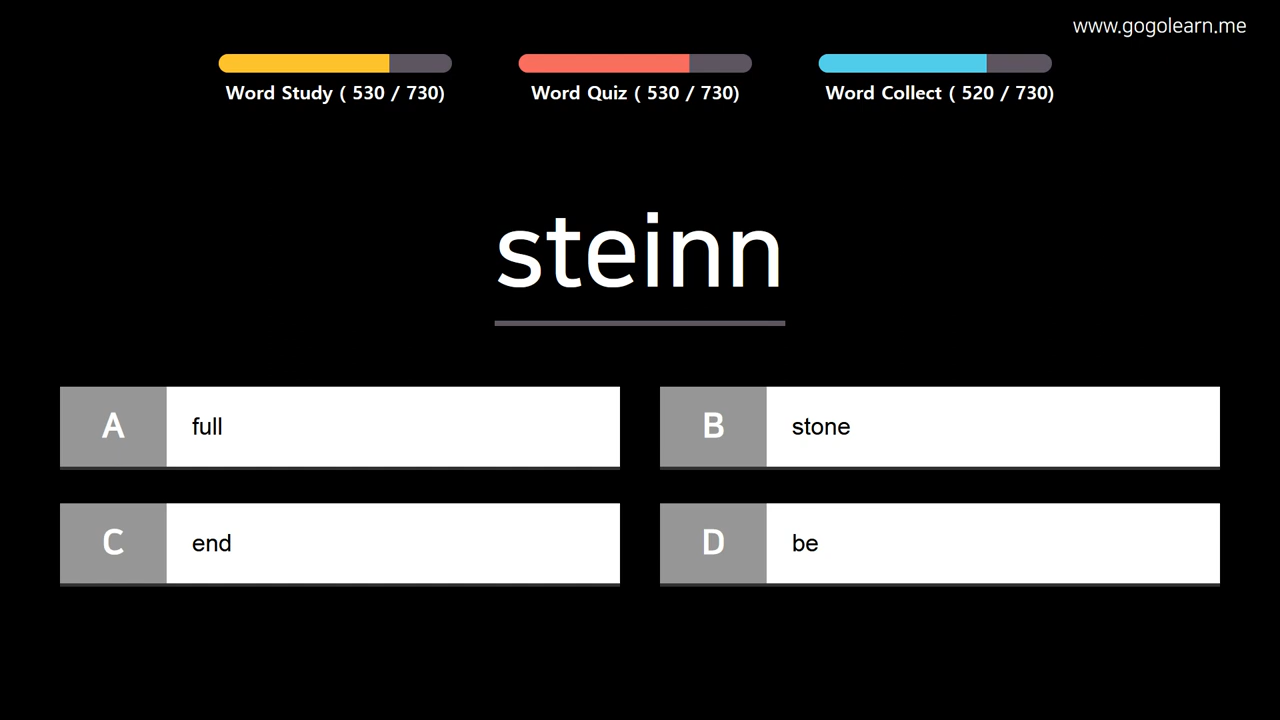 www.gogolearn.me
Word Study ( 530 / 730)
Word Quiz ( 530 / 730)
Word Collect ( 520 / 730)
steinn
A full
B stone
C end
D be